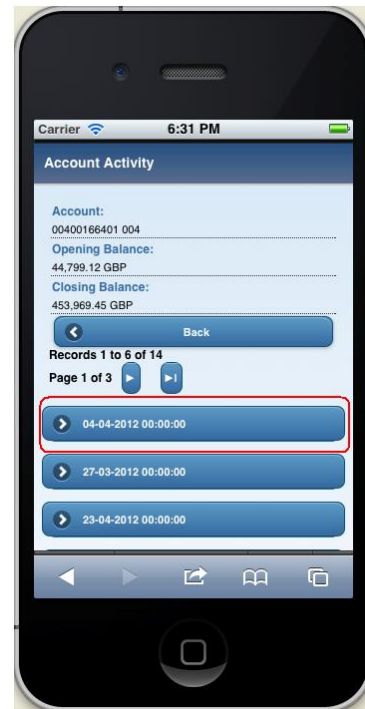 Carrier 6:31 PM
Account Activity
Account:
00400166401 004
Opening Balance:
44,799.12 GBP
Closing Balance:
453,969.45 GBP
Back
Records 1 to 6 of 14
Page 1 of 3
04-04-2012 00:00:00
27-03-2012 00:00:00
23-04-2012 00:00:00